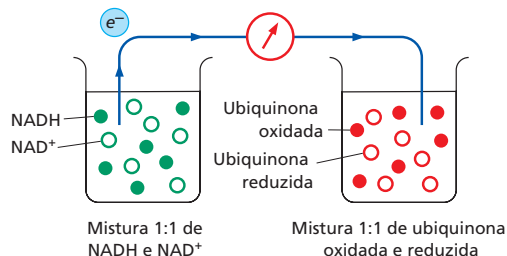 e⁻
NADH
NAD⁺
Ubiquinona
oxidada
Ubiquinona
reduzida
Mistura 1:1 de
NADH e NAD⁺
Mistura 1:1 de ubiquinona
oxidada e reduzida